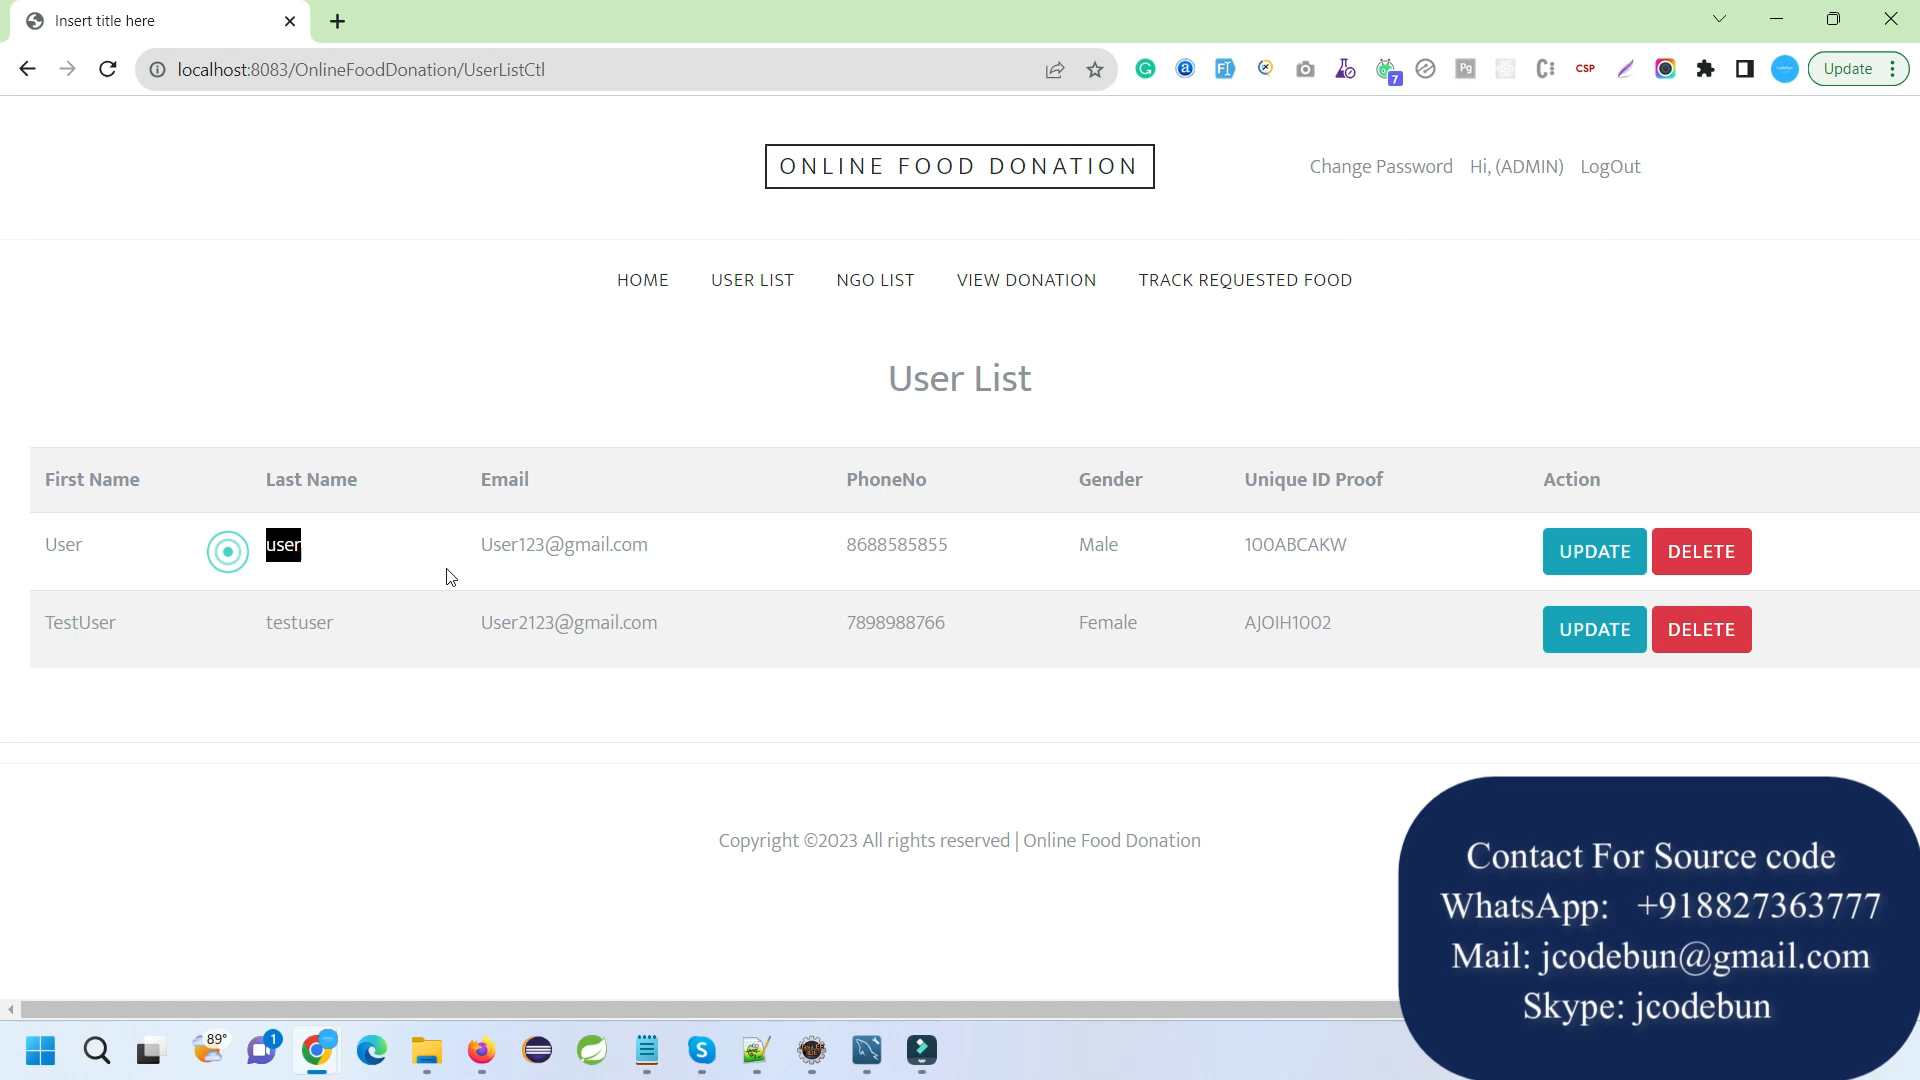 Insert title here
localhost:8083/OnlineFoodDonation/UserListCtl
7
CSP
Update
ONLINE FOOD DONATION
Change Password Hi, (ADMIN) LogOut
HOME USER LIST NGO LIST VIEW DONATION TRACK REQUESTED FOOD
User List
First Name Last Name Email PhoneNo Gender Unique ID Proof Action
User user User123@gmail.com 8688585855 Male 100ABCAKW UPDATE DELETE
TestUser testuser User2123@gmail.com 7898988766 Female AJOIH1002 UPDATE DELETE
Copyright ©2023 All rights reserved | Online Food Donation
Contact For Source code
WhatsApp: +918827363777
Mail: jcodebun@gmail.com
Skype: jcodebun
89°
1